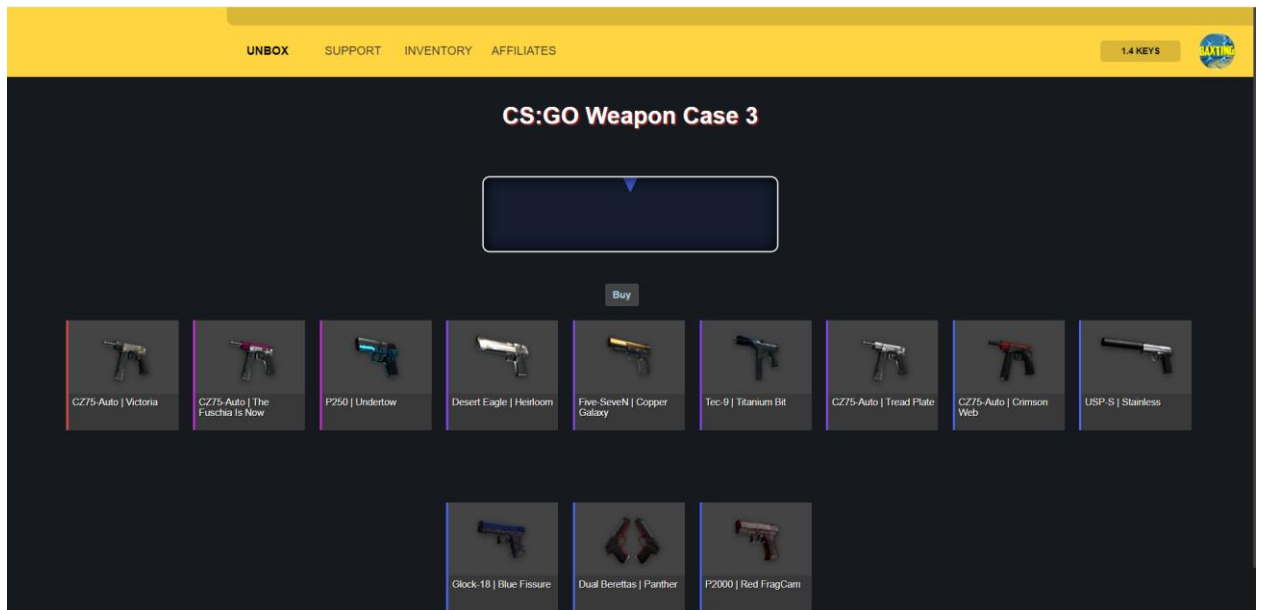 UNBOX
SUPPORT
INVENTORY
AFFILIATES
1.4 KEYS
BAXTING
CS:GO Weapon Case 3
Buy
CZ75-Auto | Victoria
CZ75-Auto | The
Fuschia Is Now
P250 | Undertow
Desert Eagle | Heirloom
Five-SeveN | Copper
Galaxy
Tec-9 | Titanium Bit
CZ75-Auto | Tread Plate
CZ75-Auto | Crimson
Web
USP-S | Stainless
Glock-18 | Blue Fissure
Dual Berettas | Panther
P2000 | Red FragCam